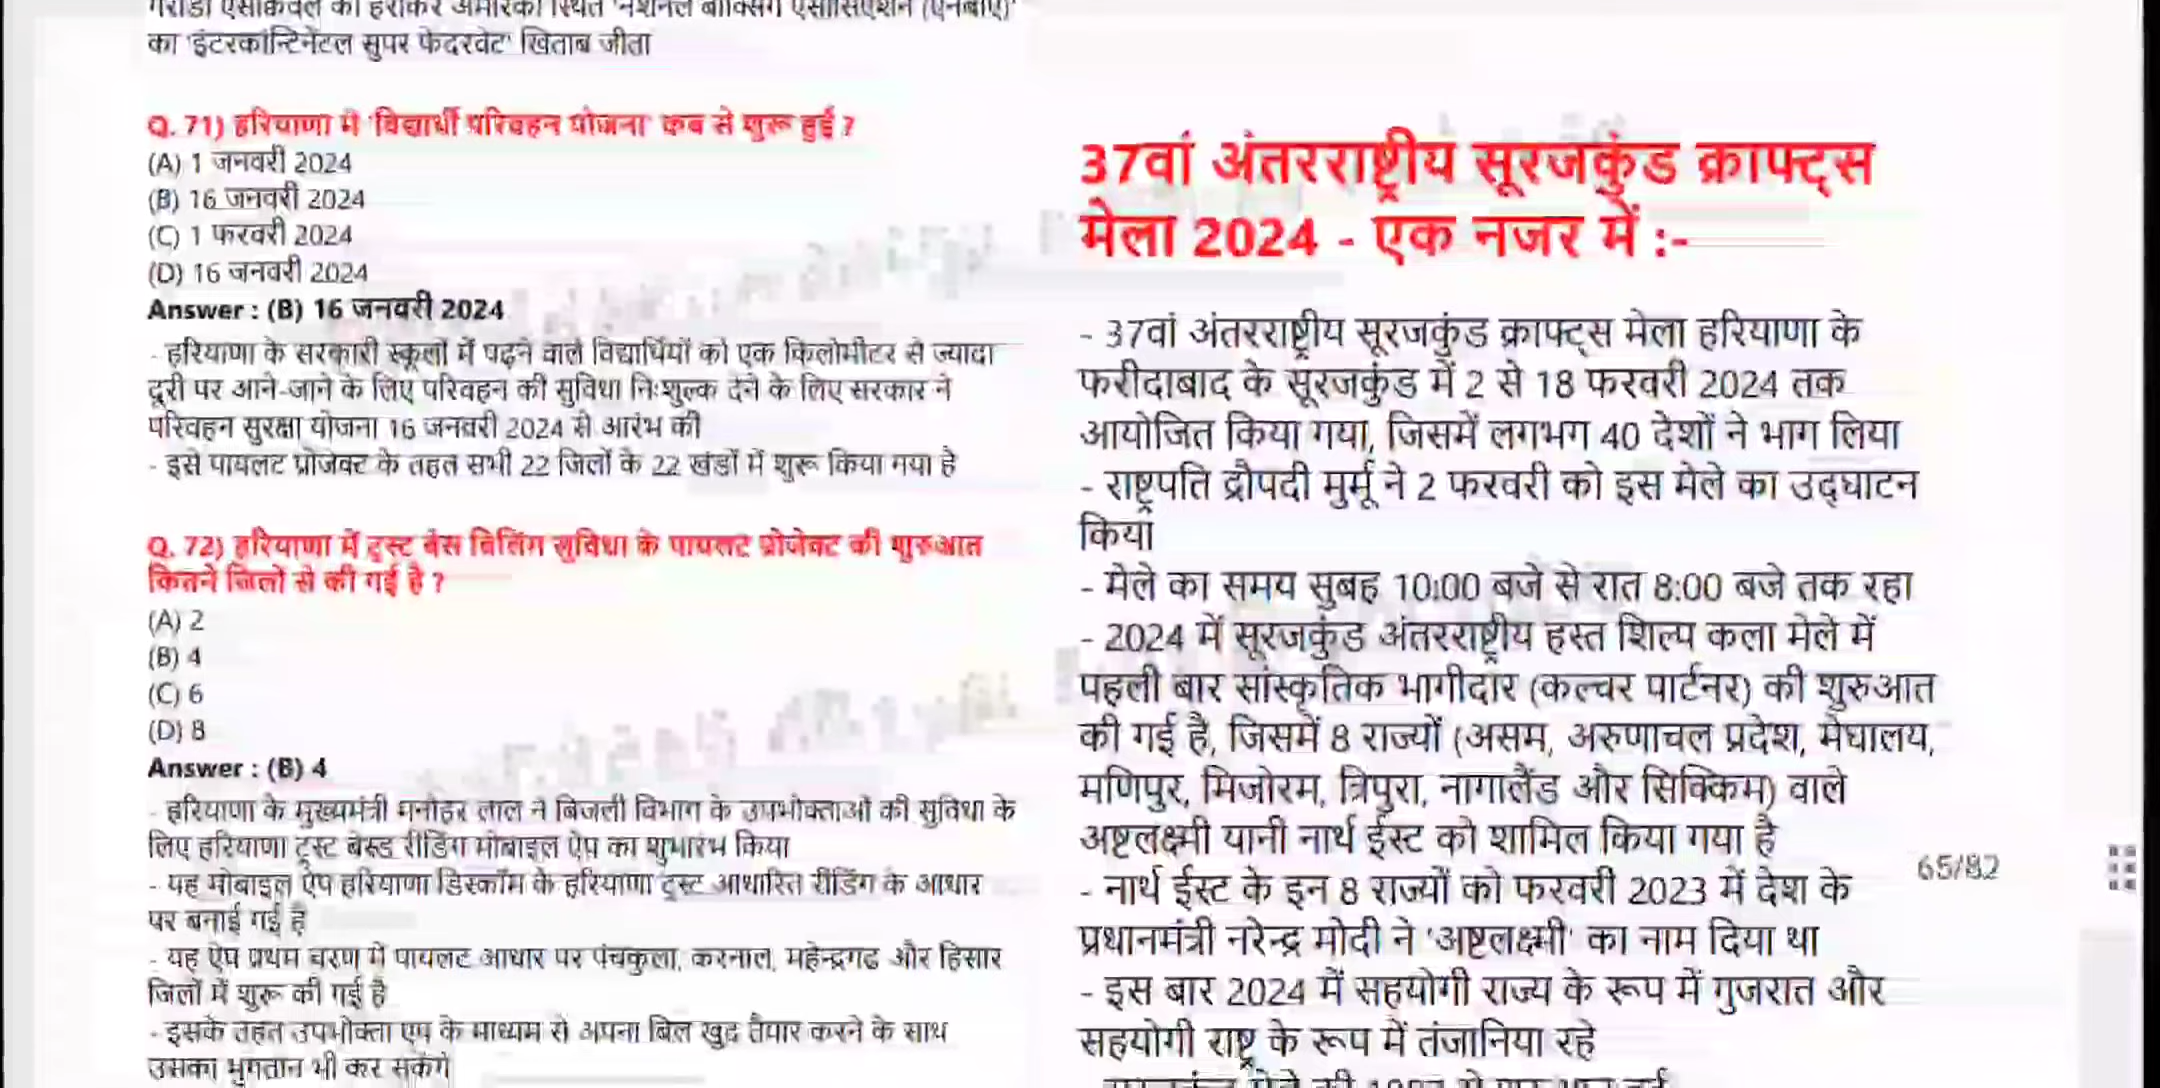 का 'इंटरकॉन्टिनेंटल सुपर फेदरवेट' खिताब जीता
Q. 71) हरियाणा में 'विद्यार्थी परिवहन योजना' कब से शुरू हुई ?
(A) 1 जनवरी 2024
(B) 16 जनवरी 2024
(C) 1 फरवरी 2024
(D) 16 जनवरी 2024
Answer : (B) 16 जनवरी 2024
- हरियाणा के सरकारी स्कूलों में पढ़ने वाले विद्यार्थियों को एक किलोमीटर से ज्यादा
दूरी पर आने-जाने के लिए परिवहन की सुविधा निःशुल्क देने के लिए सरकार ने
परिवहन सुरक्षा योजना 16 जनवरी 2024 से आरंभ की
- इसे पायलट प्रोजेक्ट के तहत सभी 22 जिलों के 22 खंडों में शुरू किया गया है
Q. 72) हरियाणा में ट्रस्ट बेस बिलिंग सुविधा के पायलट प्रोजेक्ट की शुरुआत
कितने जिलों से की गई है ?
(A) 2
(B) 4
(C) 6
(D) 8
Answer : (B) 4
- हरियाणा के मुख्यमंत्री मनोहर लाल ने बिजली विभाग के उपभोक्ताओं की सुविधा के
लिए हरियाणा ट्रस्ट बेस्ड रीडिंग मोबाइल ऐप का शुभारंभ किया
- यह मोबाइल ऐप हरियाणा डिस्कॉम के हरियाणा ट्रस्ट आधारित रीडिंग के आधार
पर बनाई गई है
- यह ऐप प्रथम चरण में पायलट आधार पर पंचकुला, करनाल, महेन्द्रगढ और हिसार
जिलों में शुरू की गई है
- इसके तहत उपभोक्ता एप के माध्यम से अपना बिल खुद तैयार करने के साथ
उसका भुगतान भी कर सकेंगे
37वां अंतरराष्ट्रीय सूरजकुंड क्राफ्ट्स
मेला 2024 - एक नजर में :-
- 37वां अंतरराष्ट्रीय सूरजकुंड क्राफ्ट्स मेला हरियाणा के
फरीदाबाद के सूरजकुंड में 2 से 18 फरवरी 2024 तक
आयोजित किया गया, जिसमें लगभग 40 देशों ने भाग लिया
- राष्ट्रपति द्रौपदी मुर्मू ने 2 फरवरी को इस मेले का उद्घाटन
किया
- मेले का समय सुबह 10:00 बजे से रात 8:00 बजे तक रहा
- 2024 में सूरजकुंड अंतरराष्ट्रीय हस्त शिल्प कला मेले में
पहली बार सांस्कृतिक भागीदार (कल्चर पार्टनर) की शुरुआत
की गई है, जिसमें 8 राज्यों (असम, अरुणाचल प्रदेश, मेघालय,
मणिपुर, मिजोरम, त्रिपुरा, नागालैंड और सिक्किम) वाले
अष्टलक्ष्मी यानी नार्थ ईस्ट को शामिल किया गया है
- नार्थ ईस्ट के इन 8 राज्यों को फरवरी 2023 में देश के
प्रधानमंत्री नरेन्द्र मोदी ने 'अष्टलक्ष्मी' का नाम दिया था
- इस बार 2024 में सहयोगी राज्य के रूप में गुजरात और
सहयोगी राष्ट्र के रूप में तंजानिया रहे
65/82